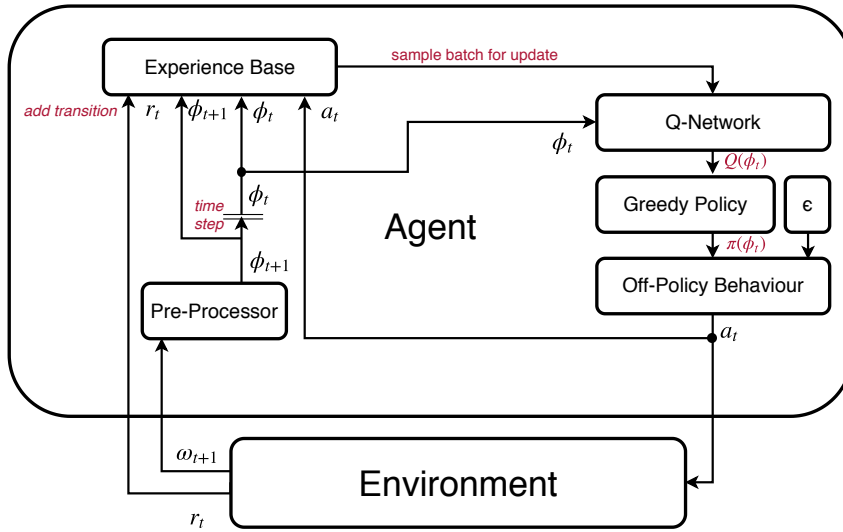 Experience Base
sample batch for update
add transition
r_t
ϕ_{t+1}
ϕ_t
a_t
Q-Network
ϕ_t
Q(ϕ_t)
time
step
ϕ_t
Agent
Greedy Policy
ϵ
π(ϕ_t)
ϕ_{t+1}
Off-Policy Behaviour
Pre-Processor
a_t
ω_{t+1}
Environment
r_t